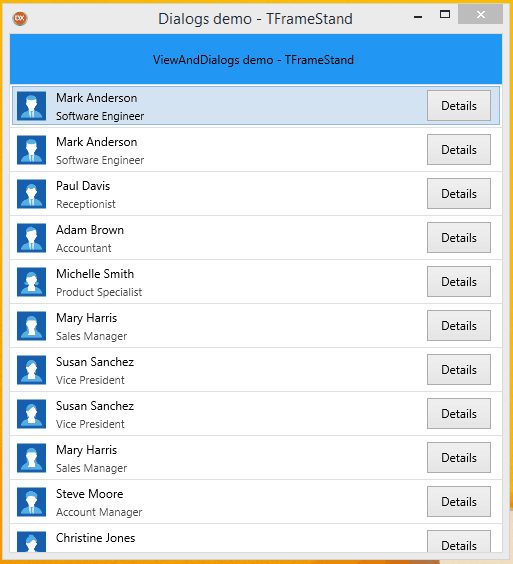 DX
Dialogs demo - TFrameStand
ViewAndDialogs demo - TFrameStand
Mark Anderson
Software Engineer
Details
Mark Anderson
Software Engineer
Details
Paul Davis
Receptionist
Details
Adam Brown
Accountant
Details
Michelle Smith
Product Specialist
Details
Mary Harris
Sales Manager
Details
Susan Sanchez
Vice President
Details
Susan Sanchez
Vice President
Details
Mary Harris
Sales Manager
Details
Steve Moore
Account Manager
Details
Christine Jones
Details